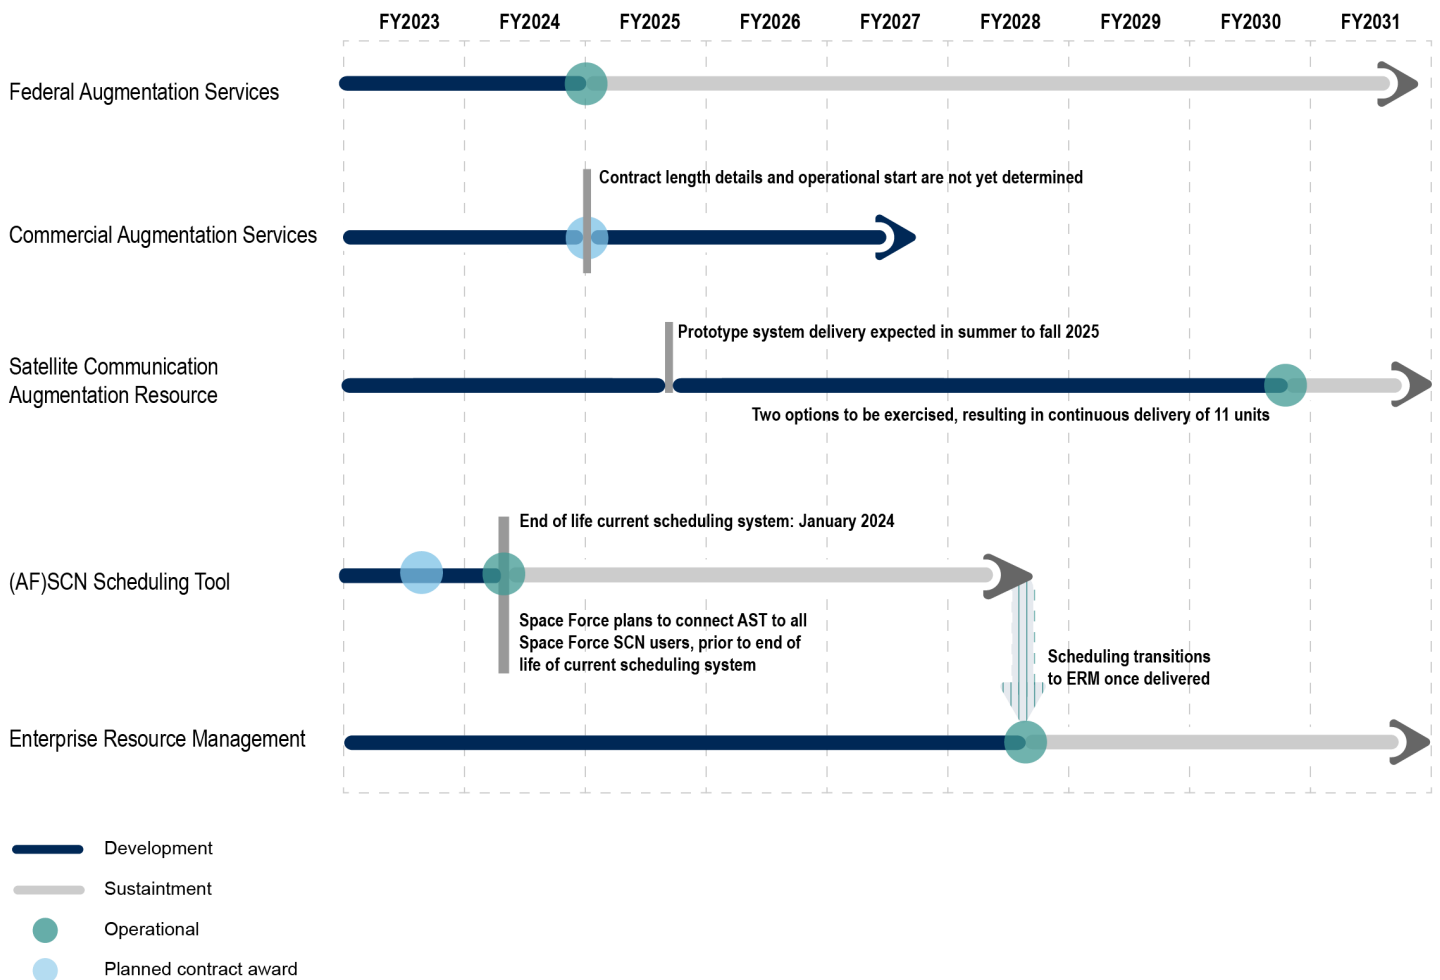 FY2023 FY2024 FY2025 FY2026 FY2027 FY2028 FY2029 FY2030 FY2031
Federal Augmentation Services
Contract length details and operational start are not yet determined
Commercial Augmentation Services
Prototype system delivery expected in summer to fall 2025
Satellite Communication
Augmentation Resource
Two options to be exercised, resulting in continuous delivery of 11 units
End of life current scheduling system: January 2024
(AF)SCN Scheduling Tool
Space Force plans to connect AST to all
Space Force SCN users, prior to end of
life of current scheduling system
Scheduling transitions
to ERM once delivered
Enterprise Resource Management
Development
Sustaintment
Operational
Planned contract award